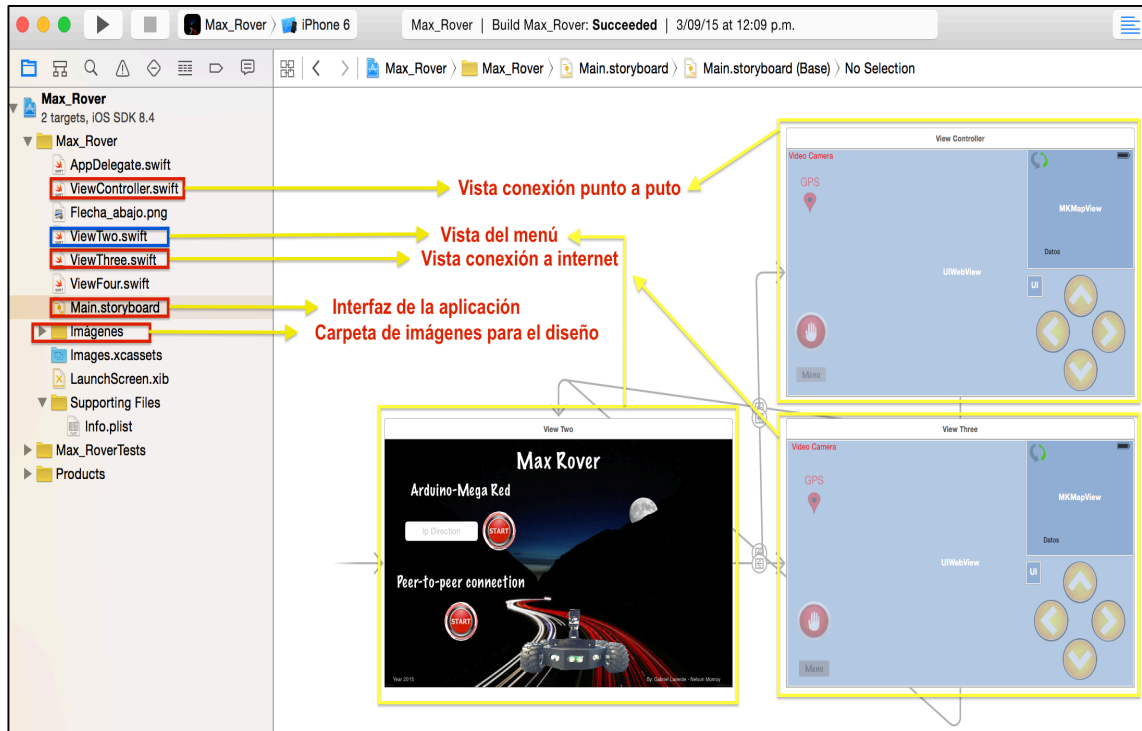 Max_Rover iPhone 6 Max_Rover | Build Max_Rover: Succeeded | 3/09/15 at 12:09 p.m.
Max_Rover Max_Rover Main.storyboard Main.storyboard (Base) No Selection
Max_Rover
2 targets, iOS SDK 8.4
Max_Rover
AppDelegate.swift
ViewController.swift
Flecha_abajo.png
ViewTwo.swift
ViewThree.swift
ViewFour.swift
Main.storyboard
Imágenes
Images.xcassets
LaunchScreen.xib
Supporting Files
Info.plist
Max_RoverTests
Products
Vista conexión punto a puto
Vista del menú
Vista conexión a internet
Interfaz de la aplicación
Carpeta de imágenes para el diseño
View Controller
Video Camera
GPS
MKMapView
Datos
UIWebView
UI
Menu
View Two
Max Rover
Arduino-Mega Red
Ip Direction
START
Peer-to-peer connection
START
Year 2015
By: Gabriel Laverde - Nelson Monroy
View Three
Video Camera
GPS
MKMapView
Datos
UIWebView
UI
Menu